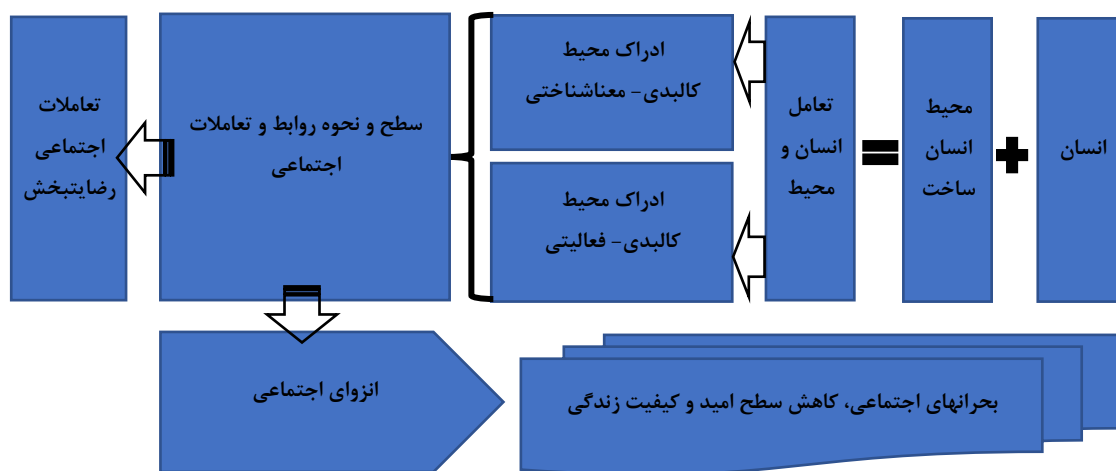 انسان
محیط
انسان
ساخت
تعامل
انسان و
محیط
ادراک محیط
کالبدی- معناشناختی
ادراک محیط
کالبدی- فعالیتی
سطح و نحوه روابط و تعاملات
اجتماعی
تعاملات
اجتماعی
رضایتبخش
انزوای اجتماعی
بحرانهای اجتماعی، کاهش سطح امید و کیفیت زندگی